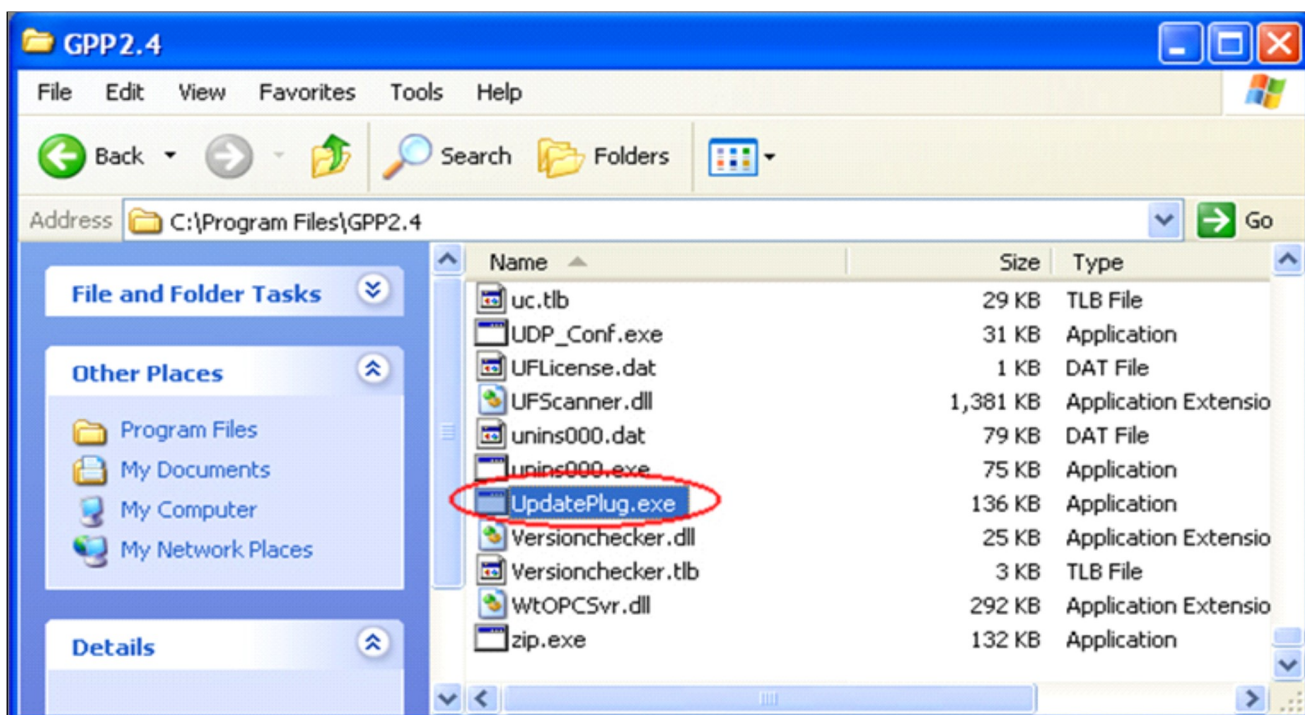 GPP2.4
File Edit View Favorites Tools Help
Back Search Folders
Address C:\Program Files\GPP2.4 Go
File and Folder Tasks
Other Places
Program Files
My Documents
My Computer
My Network Places
Details
Name Size Type
uc.tlb 29 KB TLB File
UDP_Conf.exe 31 KB Application
UFLicense.dat 1 KB DAT File
UFScanner.dll 1,381 KB Application Extensio
unins000.dat 79 KB DAT File
unins000.exe 75 KB Application
UpdatePlug.exe 136 KB Application
Versionchecker.dll 25 KB Application Extensio
Versionchecker.tlb 3 KB TLB File
WtOPCSvr.dll 292 KB Application Extensio
zip.exe 132 KB Application